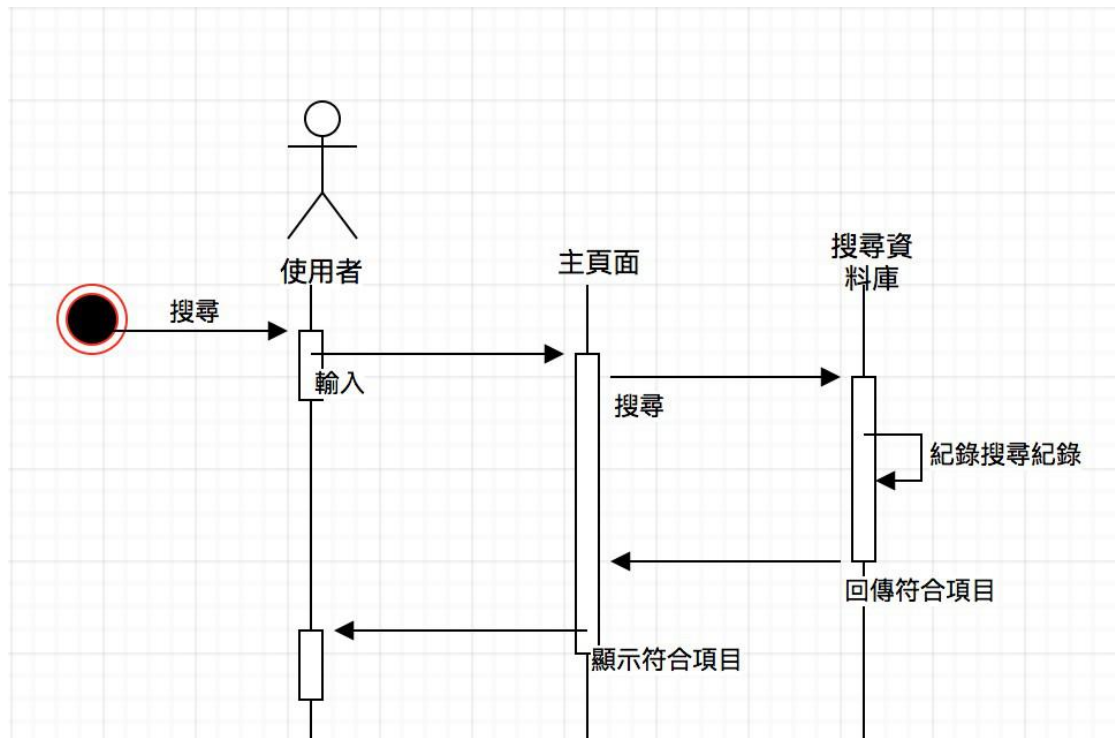 使用者
主頁面
搜尋資
料庫
搜尋
輸入
搜尋
紀錄搜尋紀錄
回傳符合項目
顯示符合項目